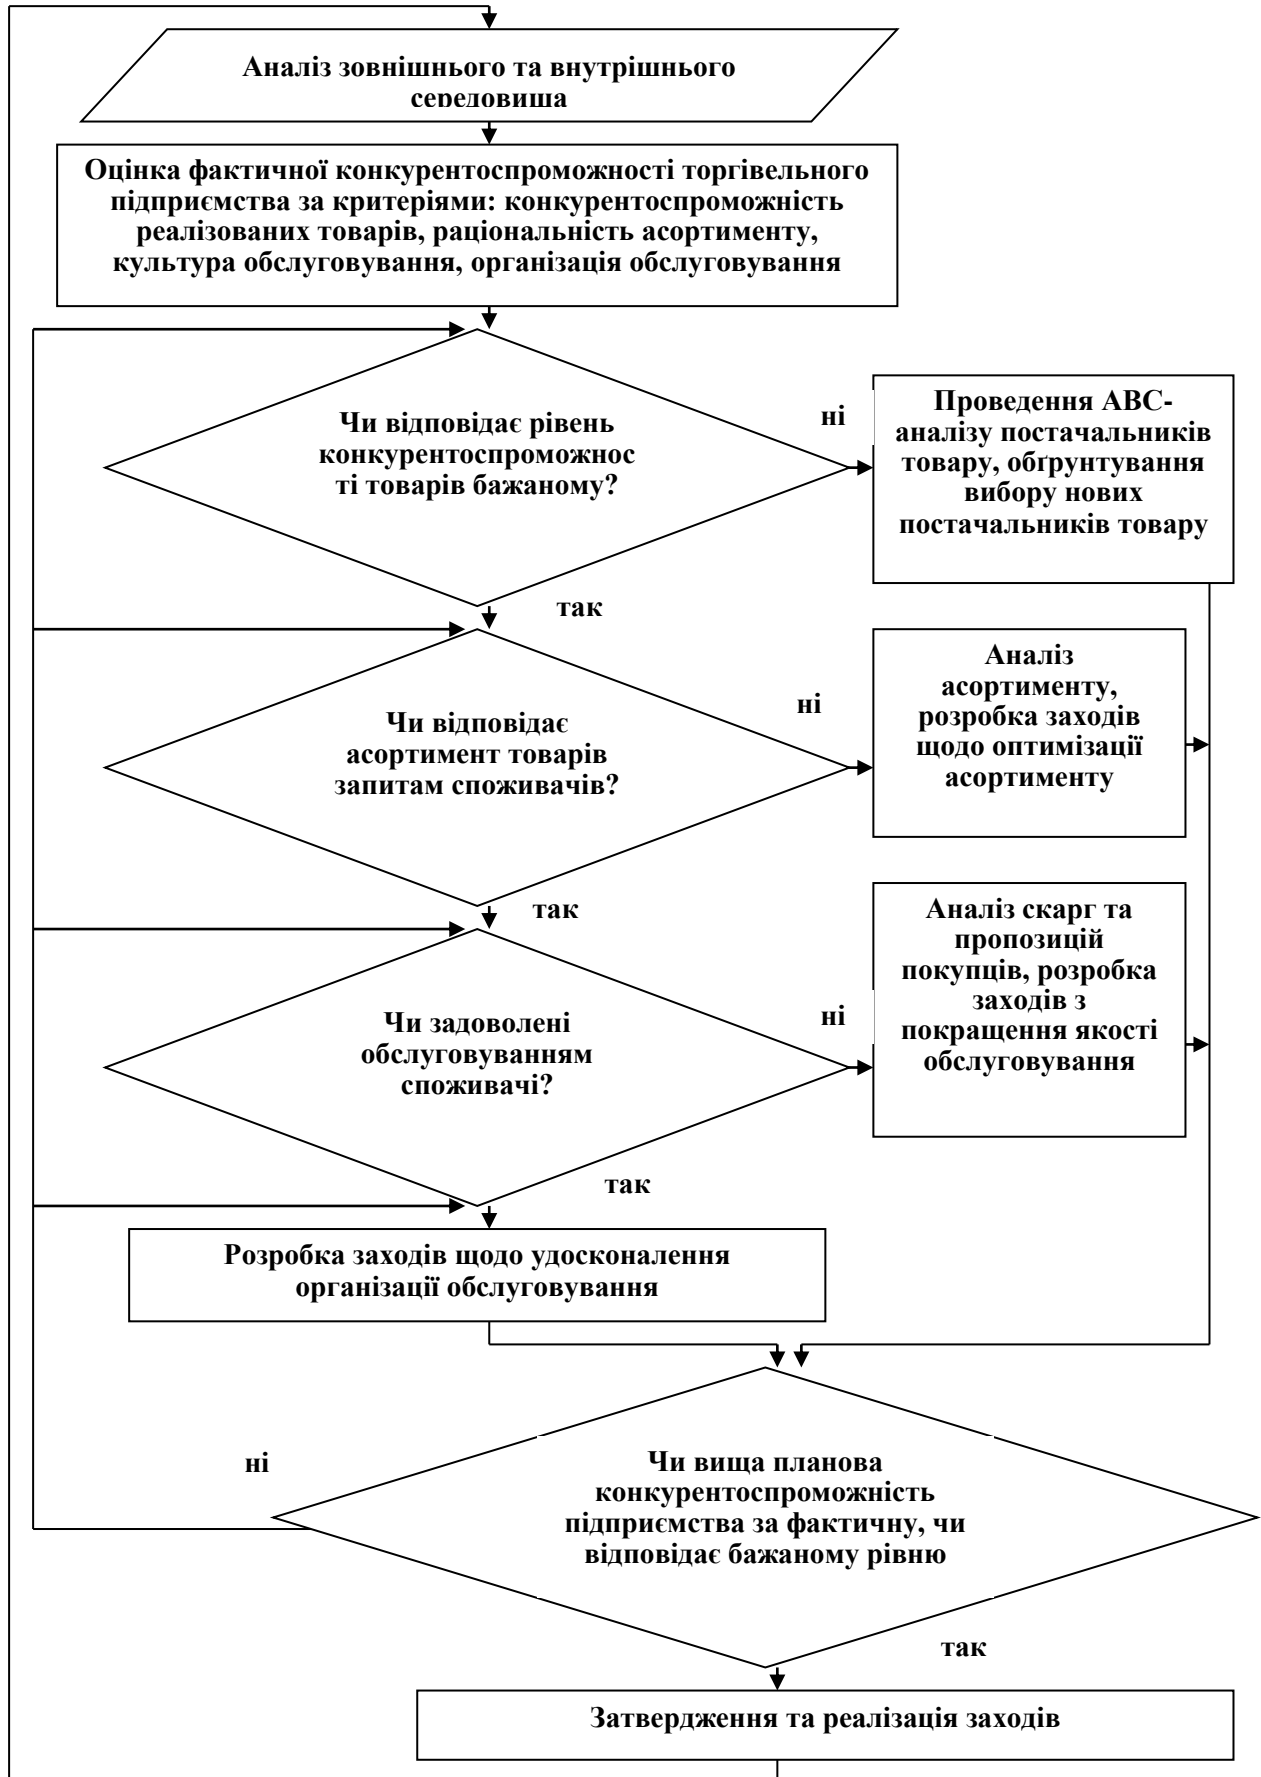 Аналіз зовнішнього та внутрішнього
середовища
Оцінка фактичної конкурентоспроможності торгівельного
підприємства за критеріями: конкурентоспроможність
реалізованих товарів, раціональність асортименту,
культура обслуговування, організація обслуговування
Чи відповідає рівень
конкурентоспроможнос
ті товарів бажаному?
ні
Проведення АВС-
аналізу постачальників
товару, обґрунтування
вибору нових
постачальників товару
так
Чи відповідає
асортимент товарів
запитам споживачів?
ні
Аналіз
асортименту,
розробка заходів
щодо оптимізації
асортименту
так
Чи задоволені
обслуговуванням
споживачі?
ні
Аналіз скарг та
пропозицій
покупців, розробка
заходів з
покращення якості
обслуговування
так
Розробка заходів щодо удосконалення
організації обслуговування
ні
Чи вища планова
конкурентоспроможність
підприємства за фактичну, чи
відповідає бажаному рівню
так
Затвердження та реалізація заходів